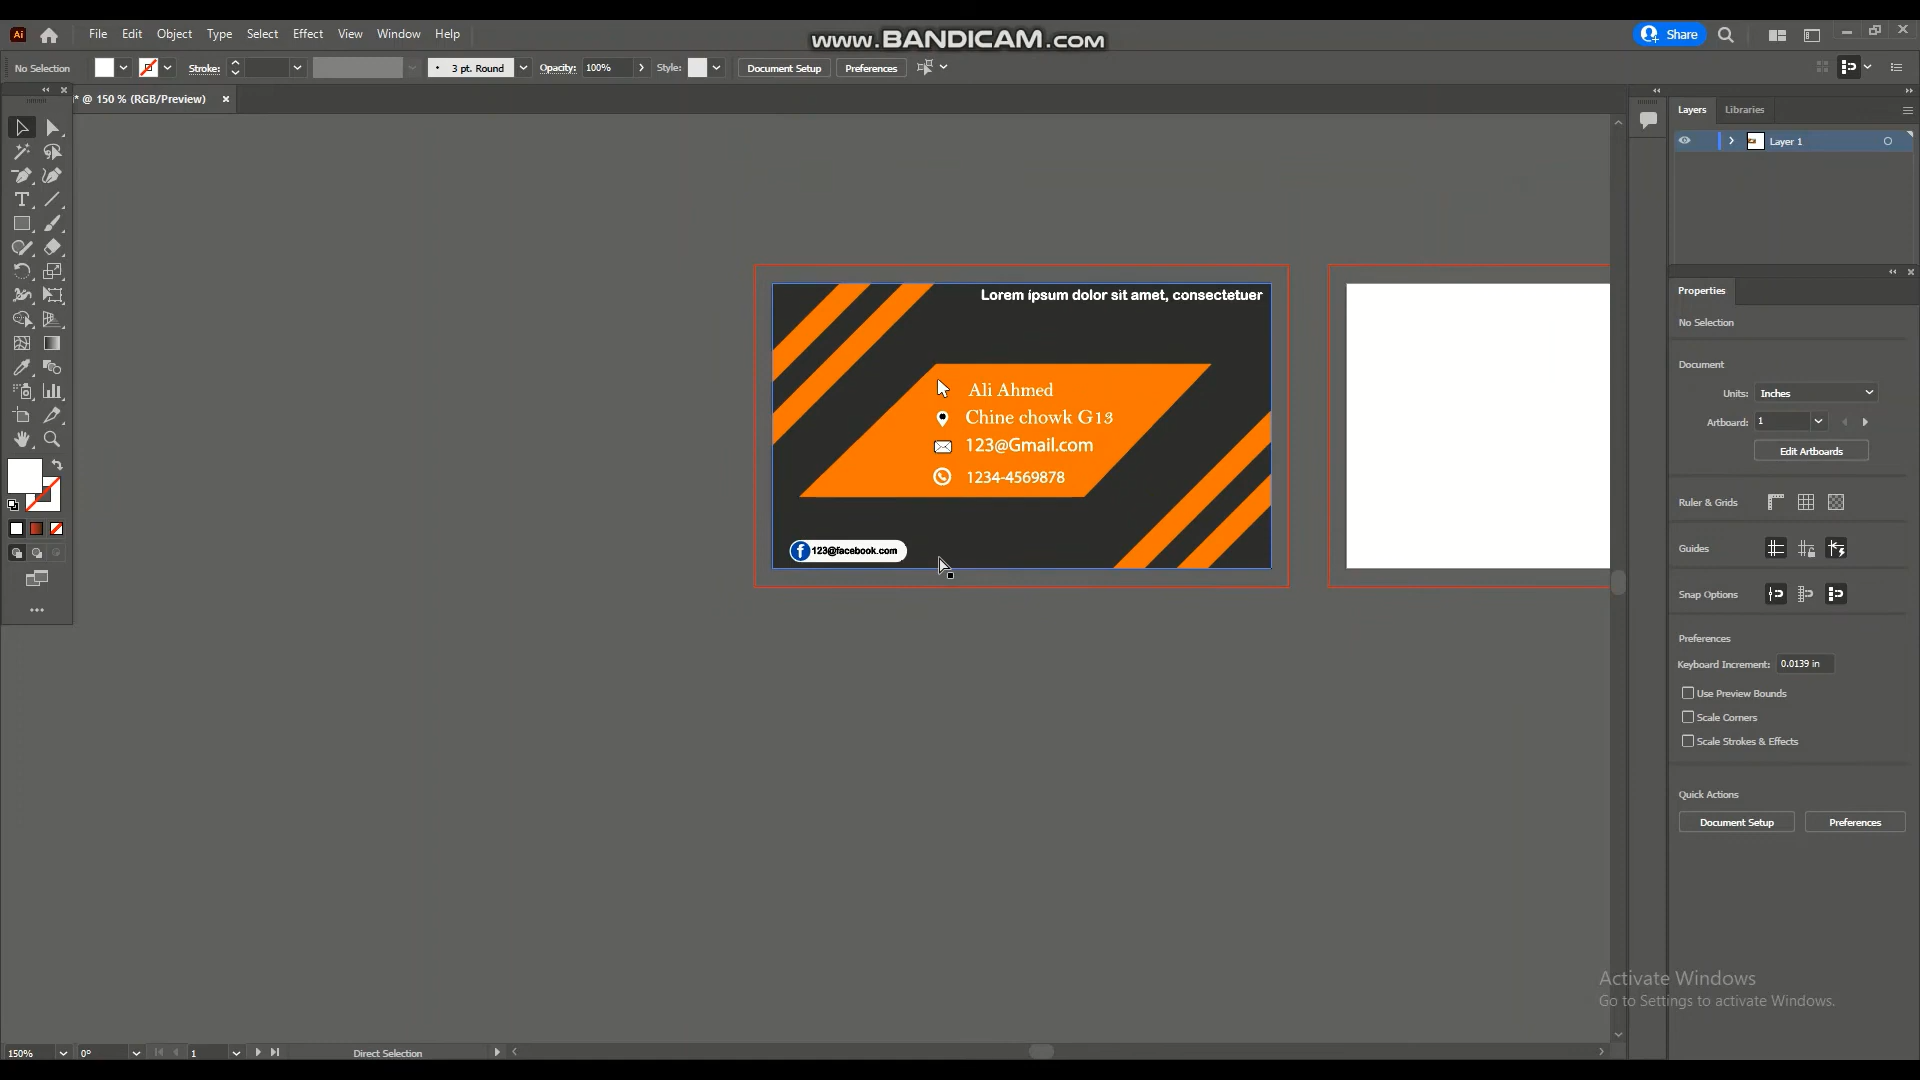 www.BANDICAM.com
Ai File Edit Object Type Select Effect View Window Help Share
No Selection Stroke: 3 pt. Round Opacity: 100% Style: Document Setup Preferences
* @ 150 % (RGB/Preview)
Layers Libraries
Layer 1
Lorem ipsum dolor sit amet, consectetuer
Ali Ahmed
Chine chowk G13
123@Gmail.com
1234-4569878
f 123@facebook.com
Properties
No Selection
Document
Units: Inches
Artboard: 1
Edit Artboards
Ruler & Grids
Guides
Snap Options
Preferences
Keyboard Increment: 0.0139 in
Use Preview Bounds
Scale Corners
Scale Strokes & Effects
Quick Actions
Document Setup Preferences
Activate Windows
Go to Settings to activate Windows.
150% 0° 1 Direct Selection